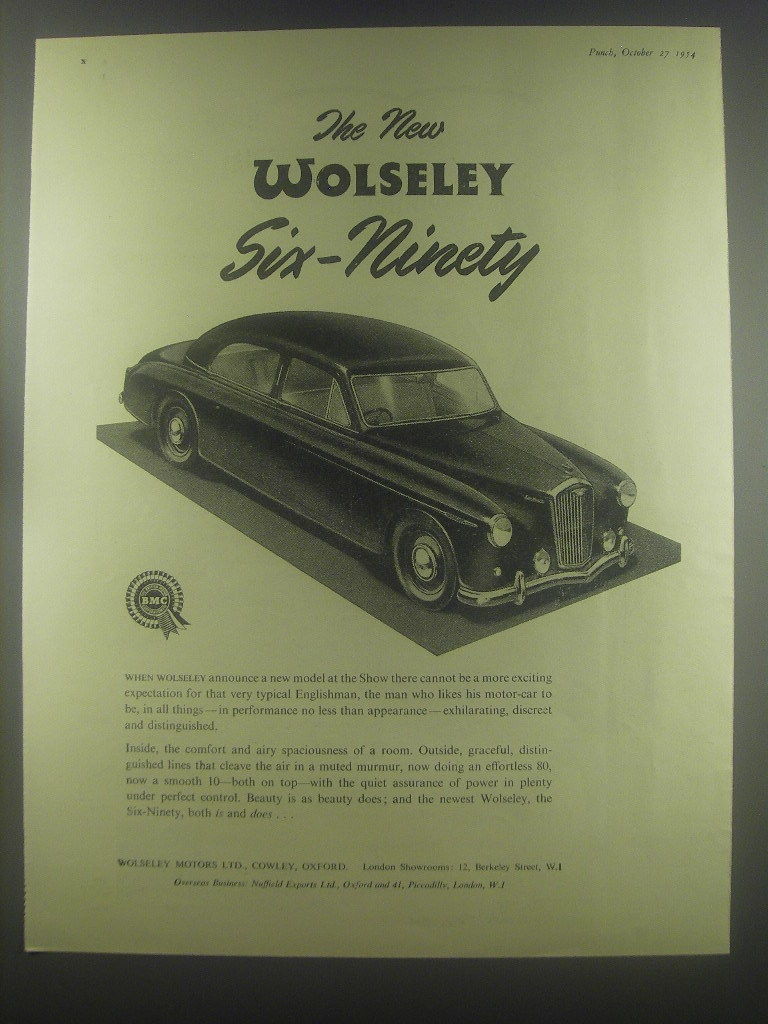 x
Punch, October 27 1954
The New
WOLSELEY
Six-Ninety
BMC
WHEN WOLSELEY announce a new model at the Show there cannot be a more exciting
expectation for that very typical Englishman, the man who likes his motor-car to
be, in all things—in performance no less than appearance—exhilarating, discreet
and distinguished.
Inside, the comfort and airy spaciousness of a room. Outside, graceful, distin-
guished lines that cleave the air in a muted murmur, now doing an effortless 80,
now a smooth 10—both on top—with the quiet assurance of power in plenty
under perfect control. Beauty is as beauty does; and the newest Wolseley, the
Six-Ninety, both is and does . . .
WOLSELEY MOTORS LTD., COWLEY, OXFORD. London Showrooms: 12, Berkeley Street, W.1
Overseas Business: Nuffield Exports Ltd., Oxford and 41, Piccadilly, London, W.1